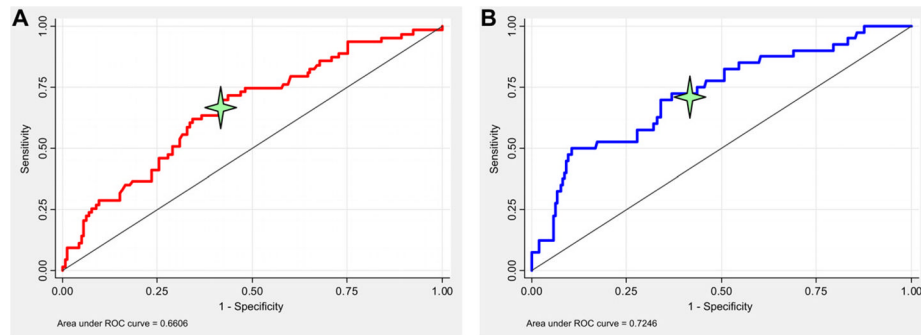 A
Sensitivity
1.00
0.75
0.50
0.25
0.00
0.00 0.25 0.50 0.75 1.00
1 - Specificity
Area under ROC curve = 0.6606
B
Sensitivity
1.00
0.75
0.50
0.25
0.00
0.00 0.25 0.50 0.75 1.00
1 - Specificity
Area under ROC curve = 0.7246